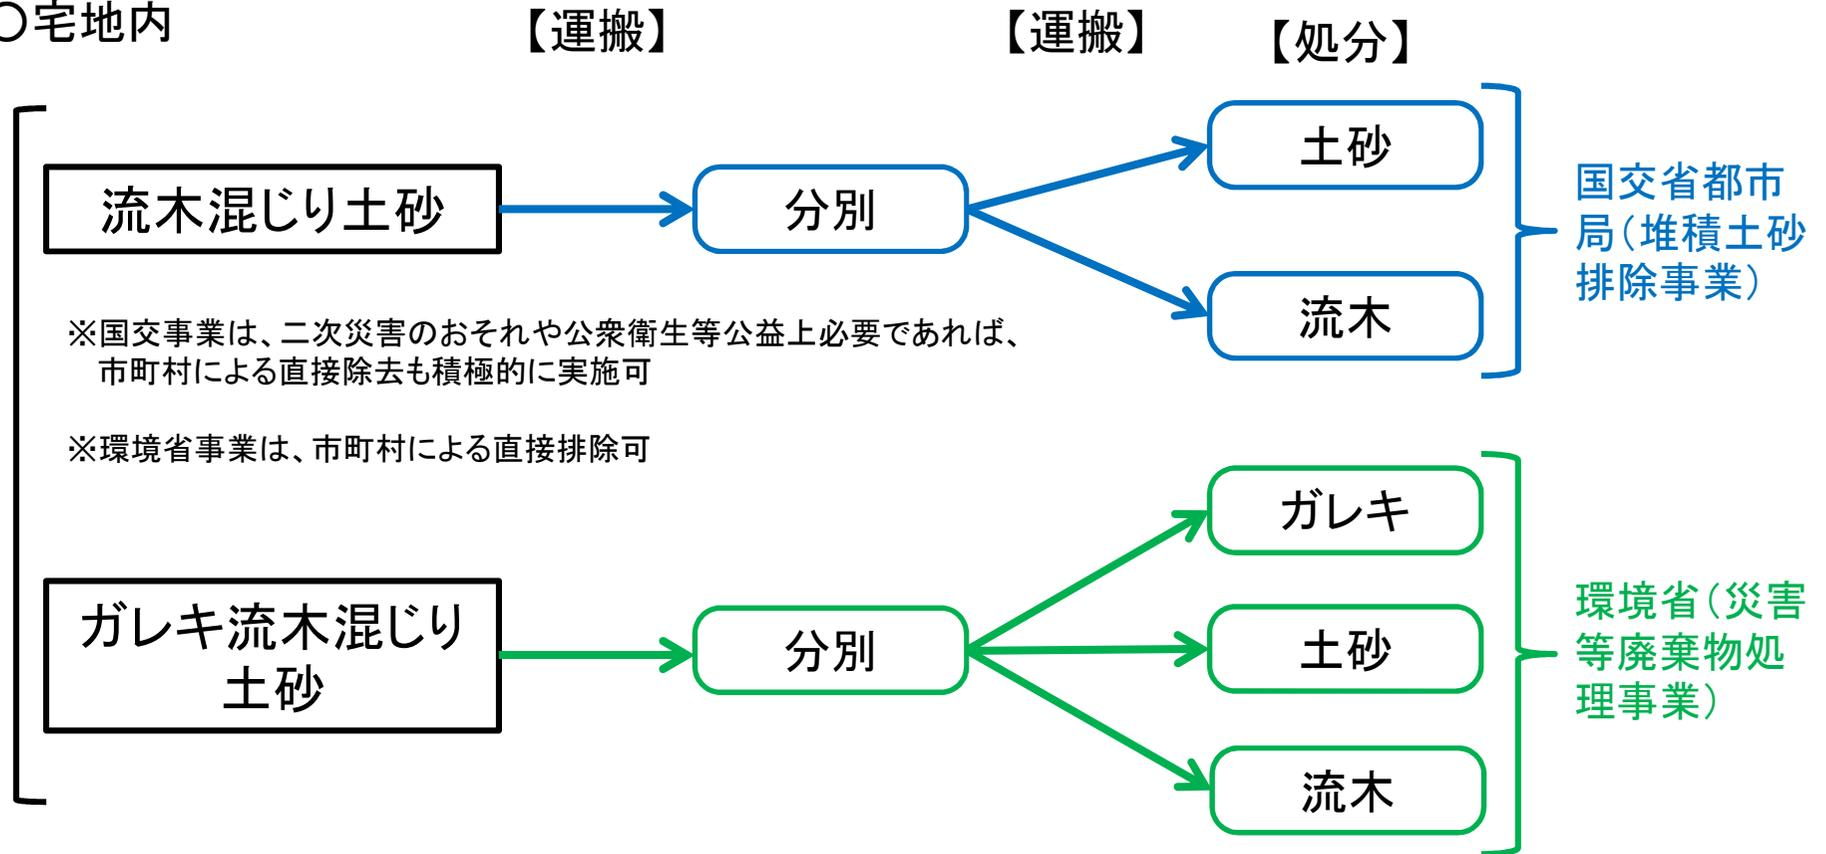 〇宅地内
【運搬】
【運搬】
【処分】
流木混じり土砂
分別
土砂
流木
国交省都市
局（堆積土砂
排除事業）
※国交事業は、二次災害のおそれや公衆衛生等公益上必要であれば、
市町村による直接除去も積極的に実施可
※環境省事業は、市町村による直接排除可
ガレキ流木混じり
土砂
分別
ガレキ
土砂
流木
環境省（災害
等廃棄物処
理事業）